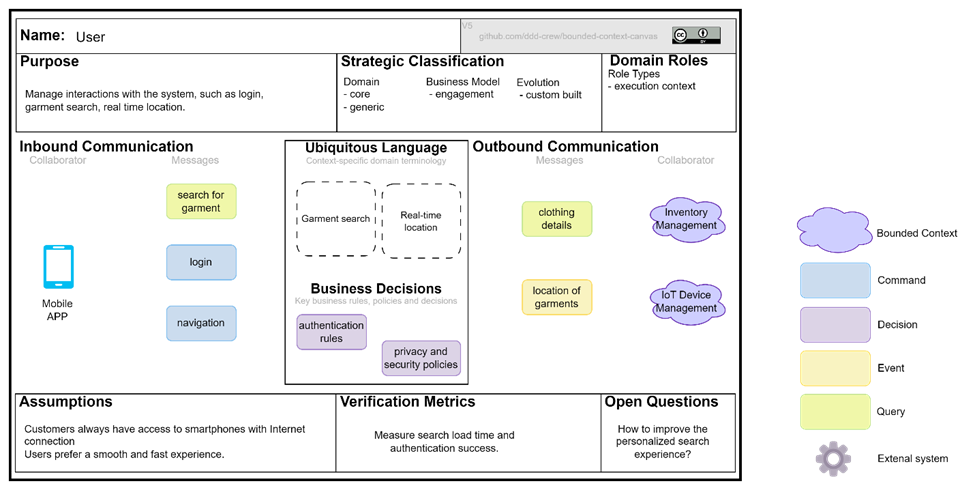 Name: User
V5
github.com/ddd-crew/bounded-context-canvas
cc
BY
Purpose
Manage interactions with the system, such as login,
garment search, real time location.
Strategic Classification
Domain
- core
- generic
Business Model
- engagement
Evolution
- custom built
Domain Roles
Role Types
- execution context
Inbound Communication
Collaborator
Messages
search for
garment
login
navigation
Mobile
APP
Ubiquitous Language
Context-specific domain terminology
Garment search
Real-time
location
Business Decisions
Key business rules, policies and decisions
authentication
rules
privacy and
security policies
Outbound Communication
Messages
Collaborator
clothing
details
Inventory
Management
location of
garments
IoT Device
Management
Assumptions
Customers always have access to smartphones with Internet
connection
Users prefer a smooth and fast experience.
Verification Metrics
Measure search load time and
authentication success.
Open Questions
How to improve the
personalized search
experience?
Bounded Context
Command
Decision
Event
Query
Extenal system